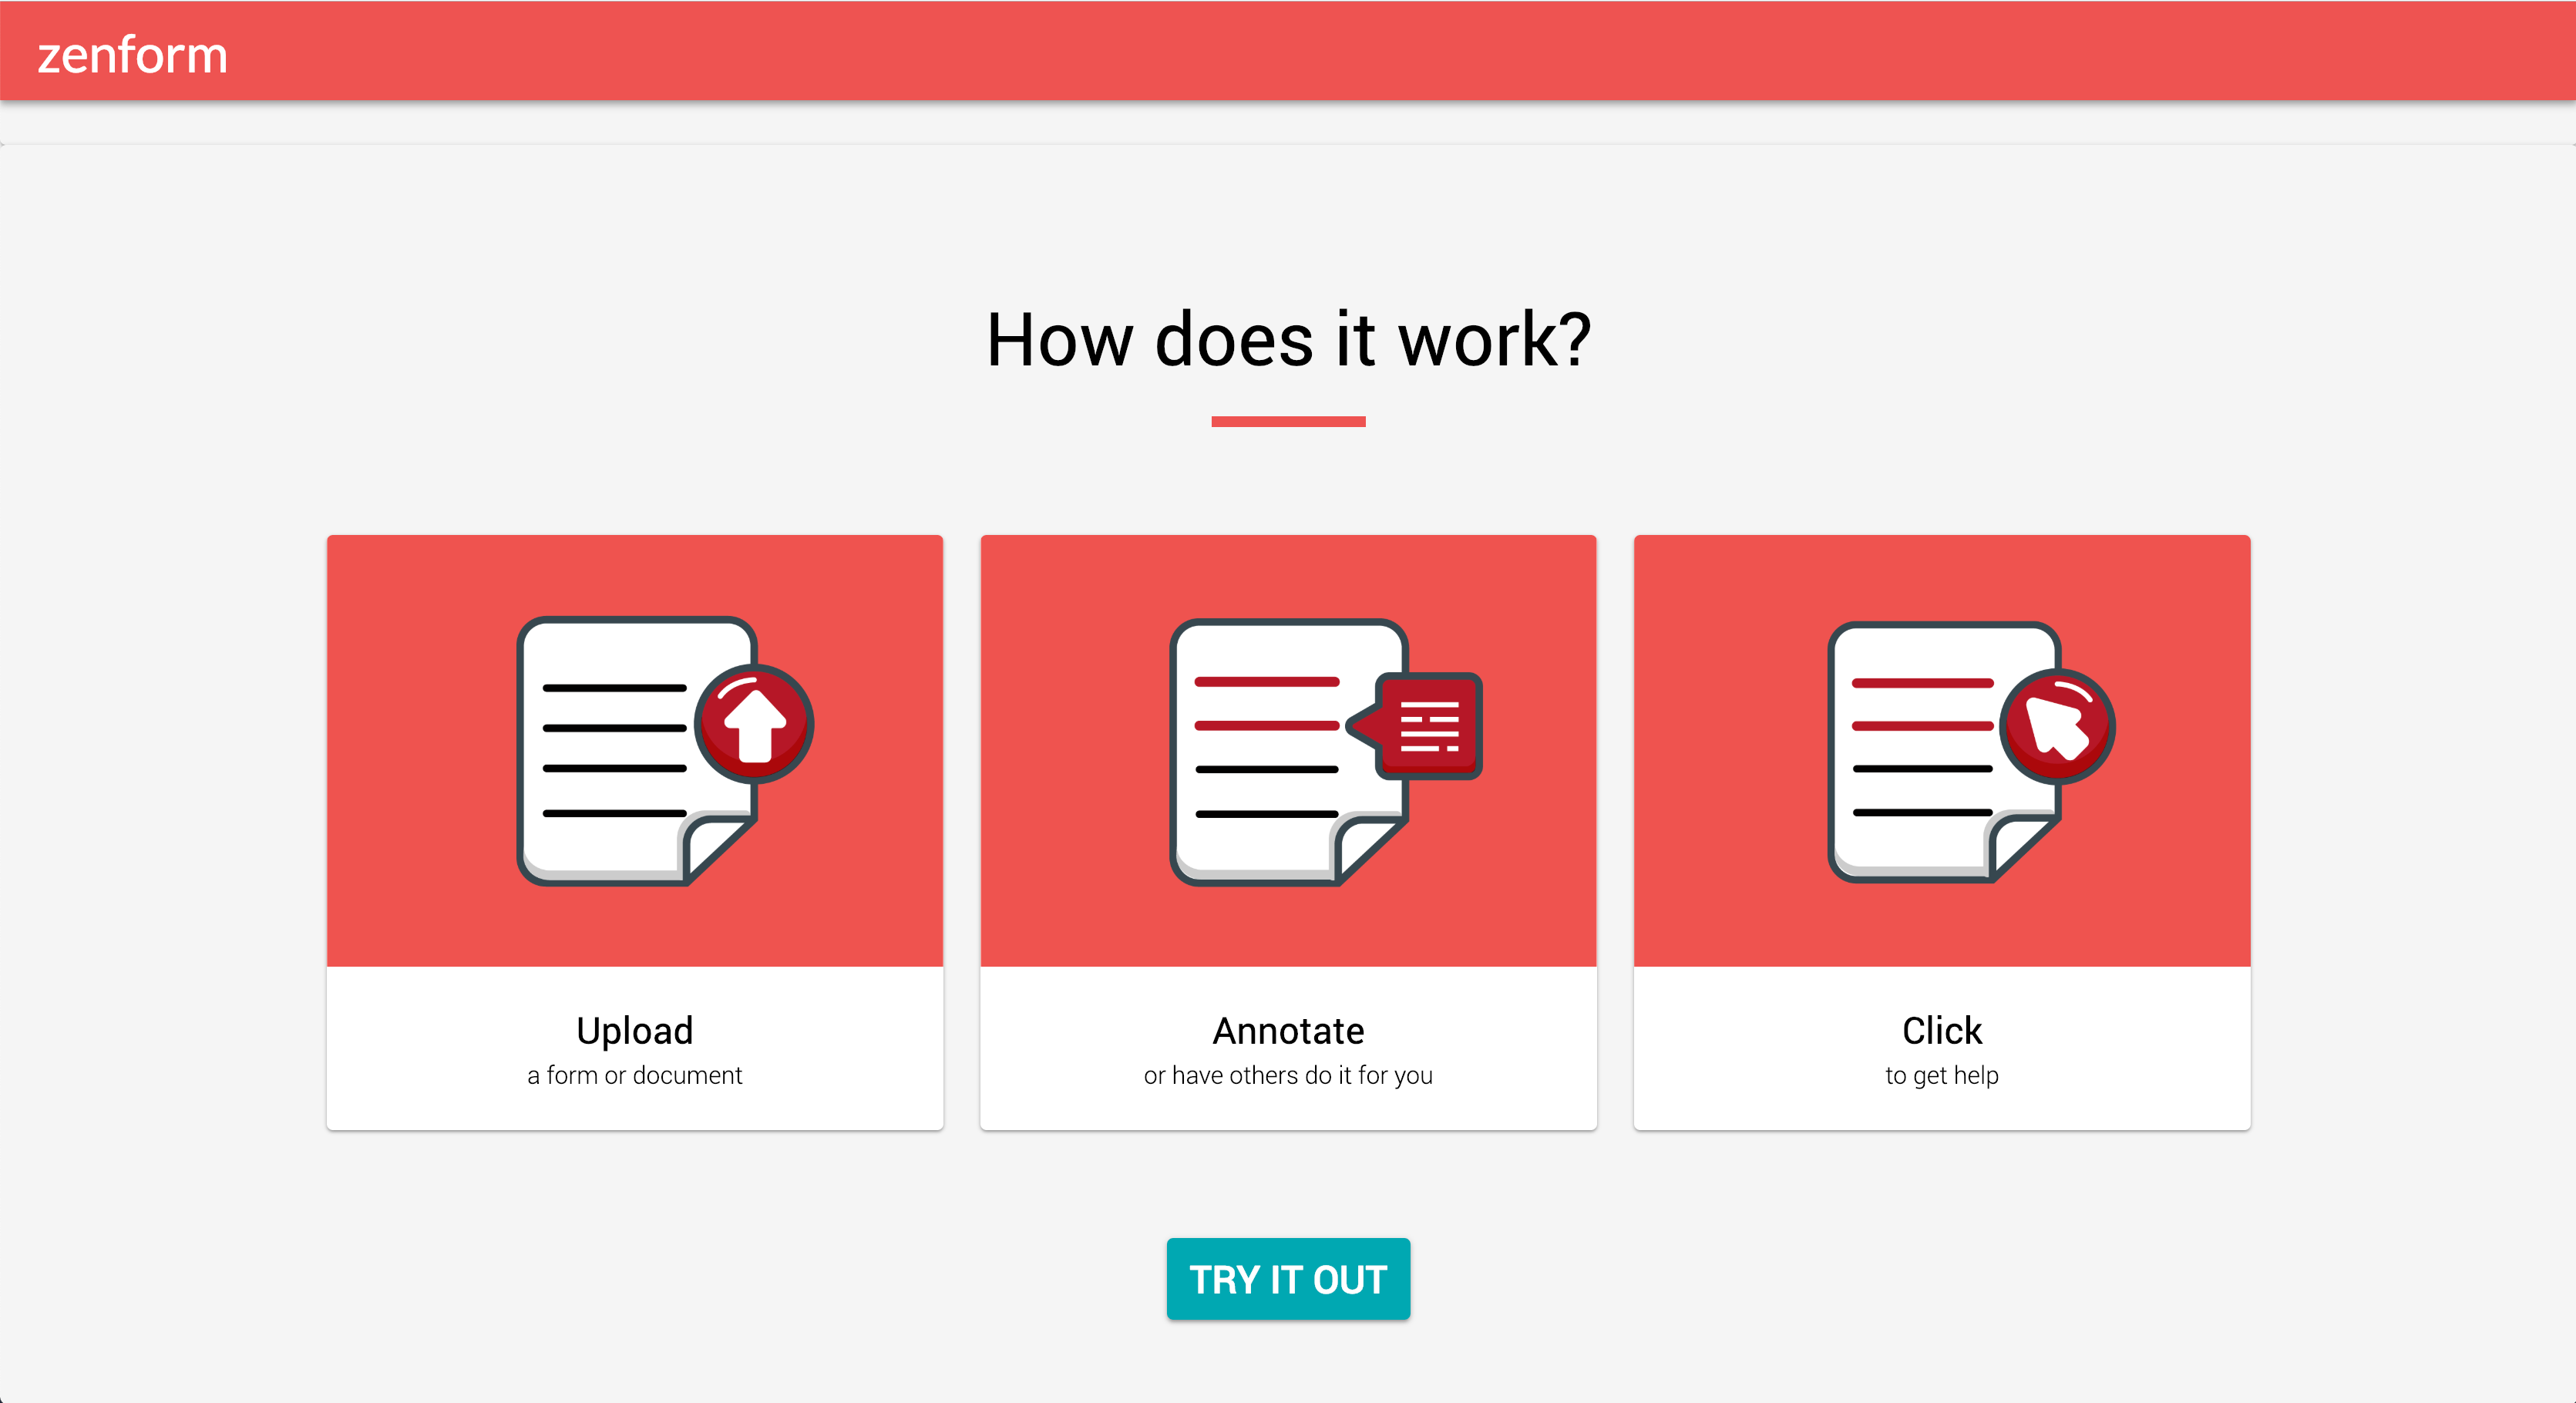 zenform
How does it work?
Upload
a form or document
Annotate
or have others do it for you
Click
to get help
TRY IT OUT